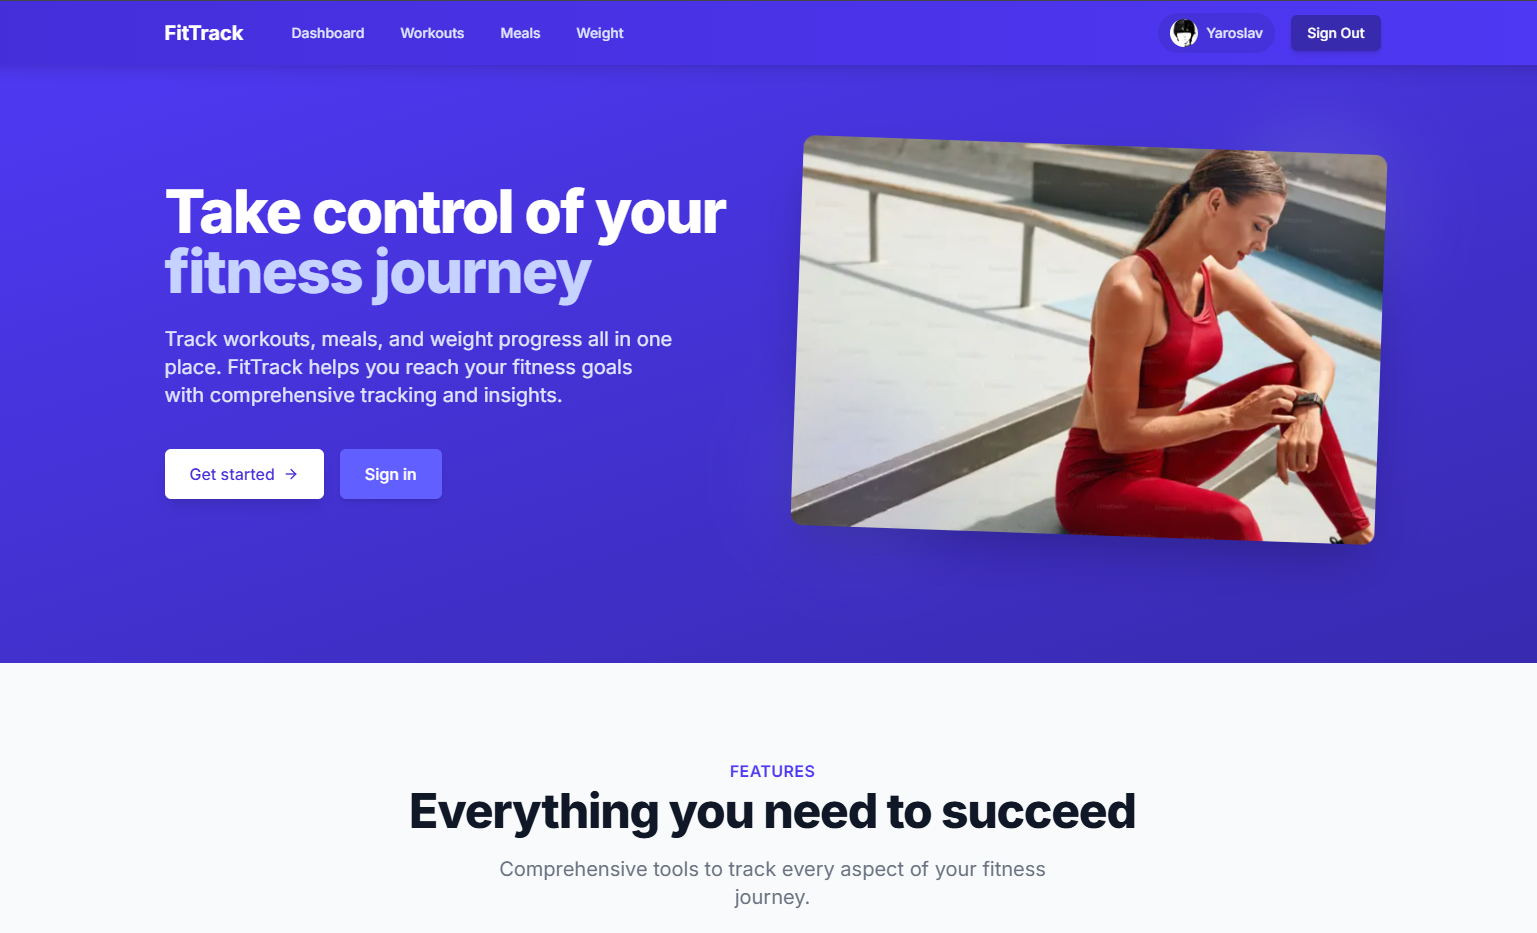 FitTrack
Dashboard
Workouts
Meals
Weight
Yaroslav
Sign Out
Take control of your
fitness journey
Track workouts, meals, and weight progress all in one
place. FitTrack helps you reach your fitness goals
with comprehensive tracking and insights.
Get started →
Sign in
FEATURES
Everything you need to succeed
Comprehensive tools to track every aspect of your fitness
journey.